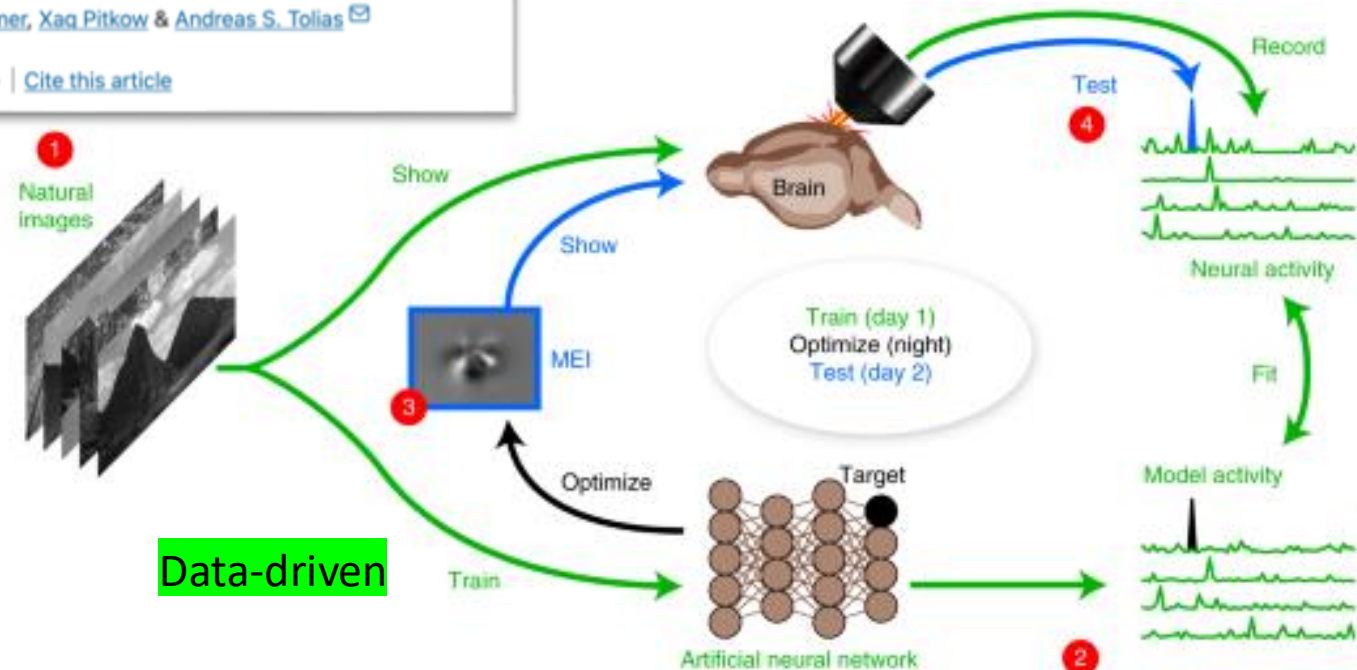 Xaq Pitkow & Andreas S. Tolias
Cite this article
1
Natural
images
Show
Show
MEI
3
Optimize
Data-driven
Train
Brain
Train (day 1)
Optimize (night)
Test (day 2)
Target
Artificial neural network
Record
Test
4
Neural activity
Fit
Model activity
2